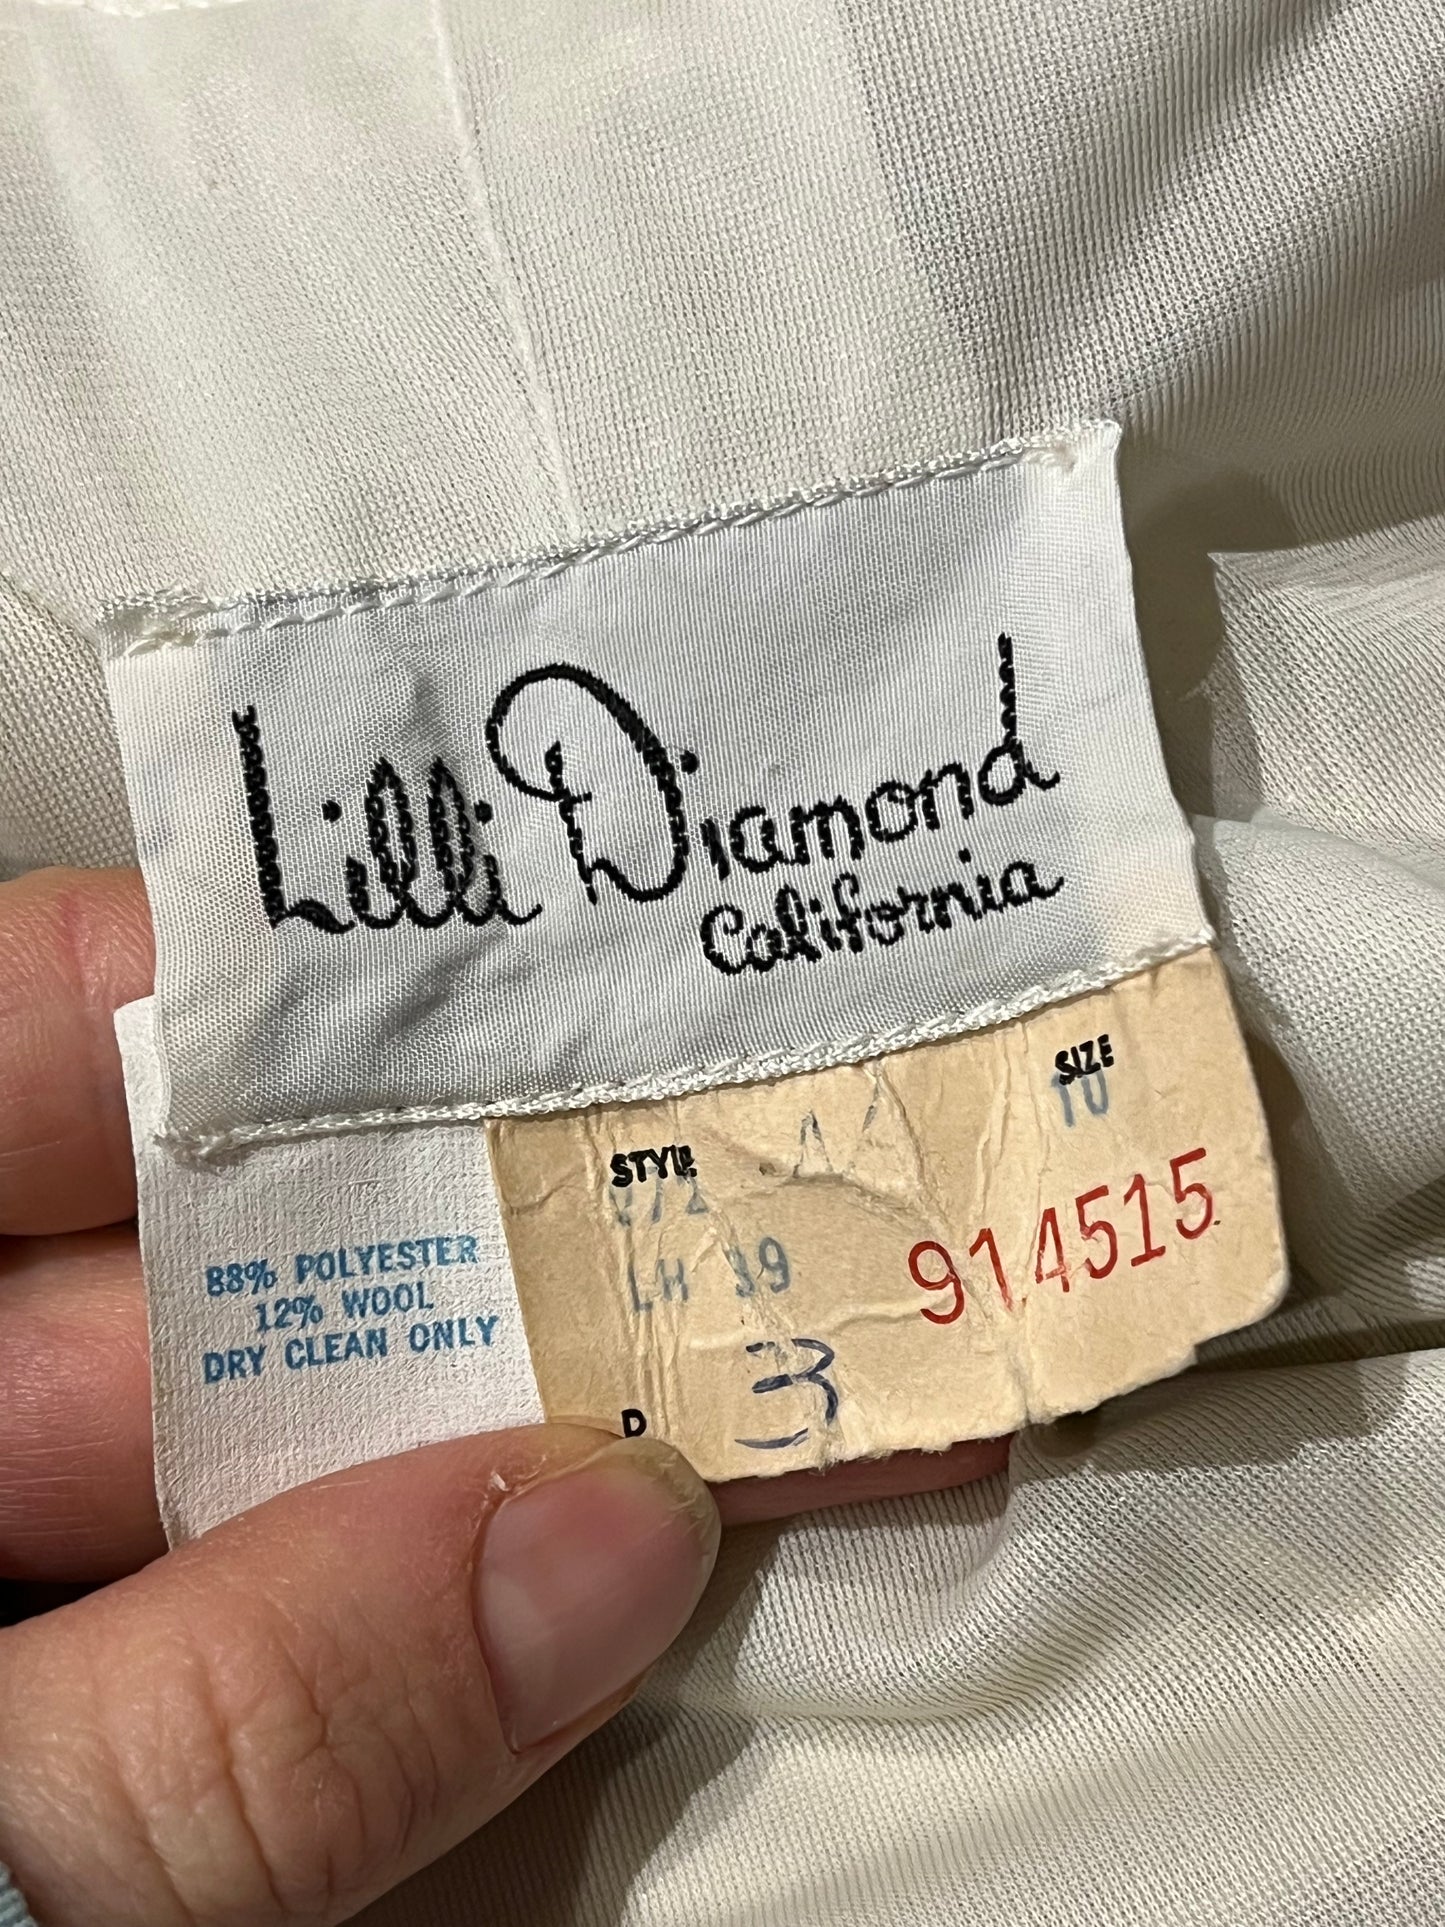 Lilli Diamond
California
88% POLYESTER
12% WOOL
DRY CLEAN ONLY
STYLE
SIZE
10
LH 39
914515
3